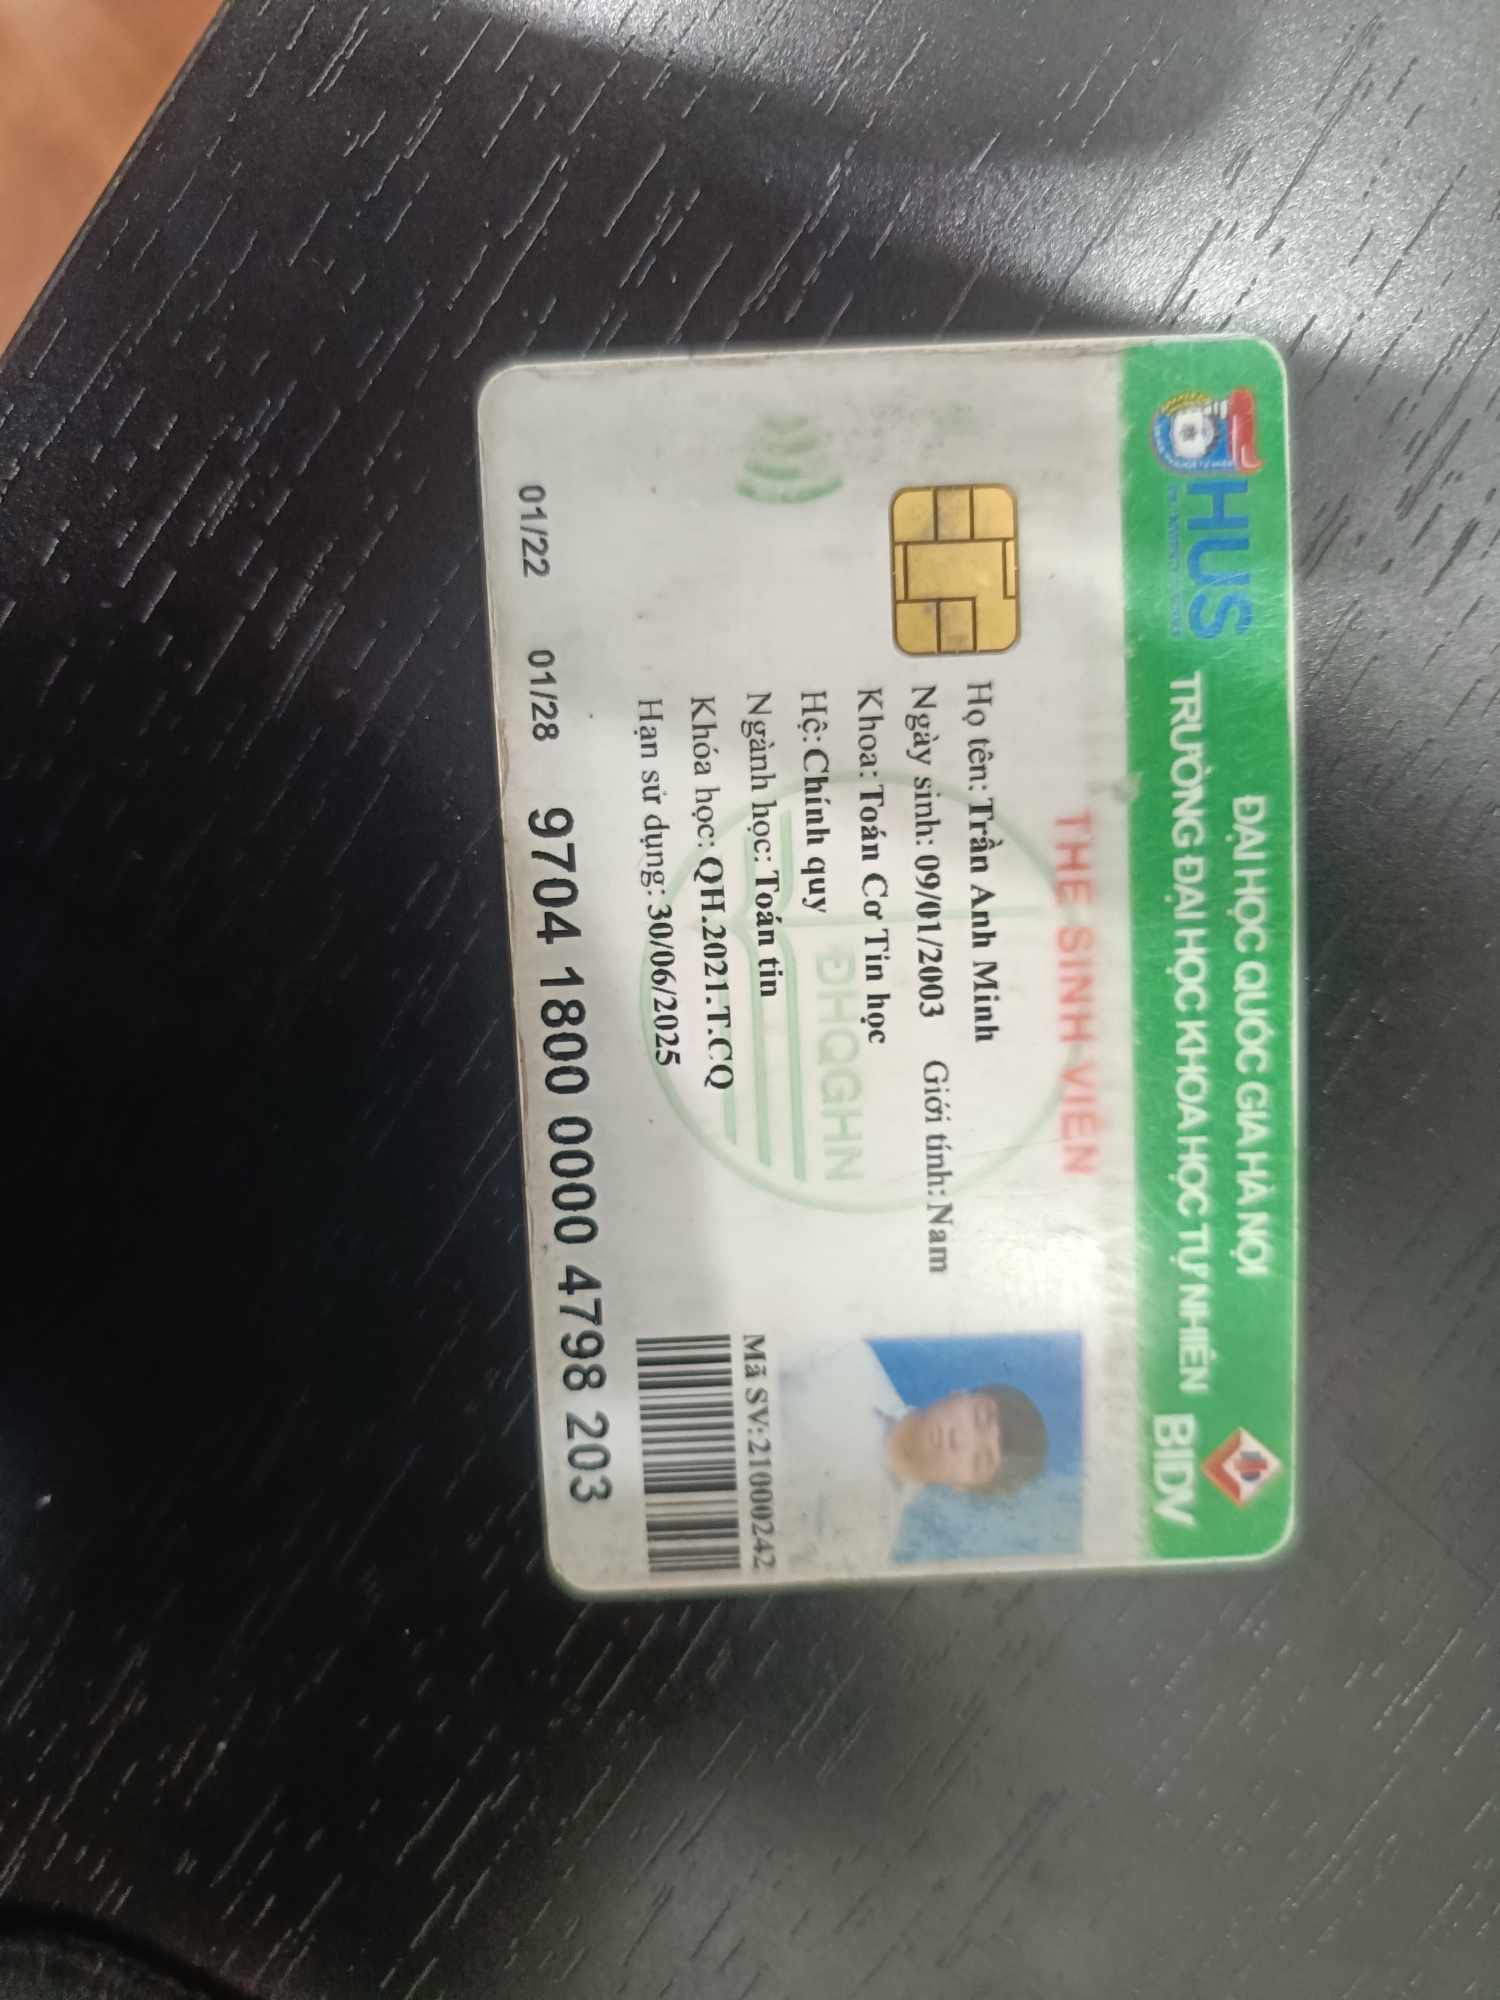 HUS
ĐẠI HỌC QUỐC GIA HÀ NỘI
TRƯỜNG ĐẠI HỌC KHOA HỌC TỰ NHIÊN
BIDV
THẺ SINH VIÊN
Họ tên: Trần Anh Minh
Ngày sinh: 09/01/2003 Giới tính: Nam
Khoa: Toán Cơ Tin học
ĐHQGHN
Hệ: Chính quy
Ngành học: Toán tin
Khóa học: QH.2021.T.CQ
Hạn sử dụng: 30/06/2025
Mã SV: 21000242
01/22 01/28 9704 1800 0000 4798 203